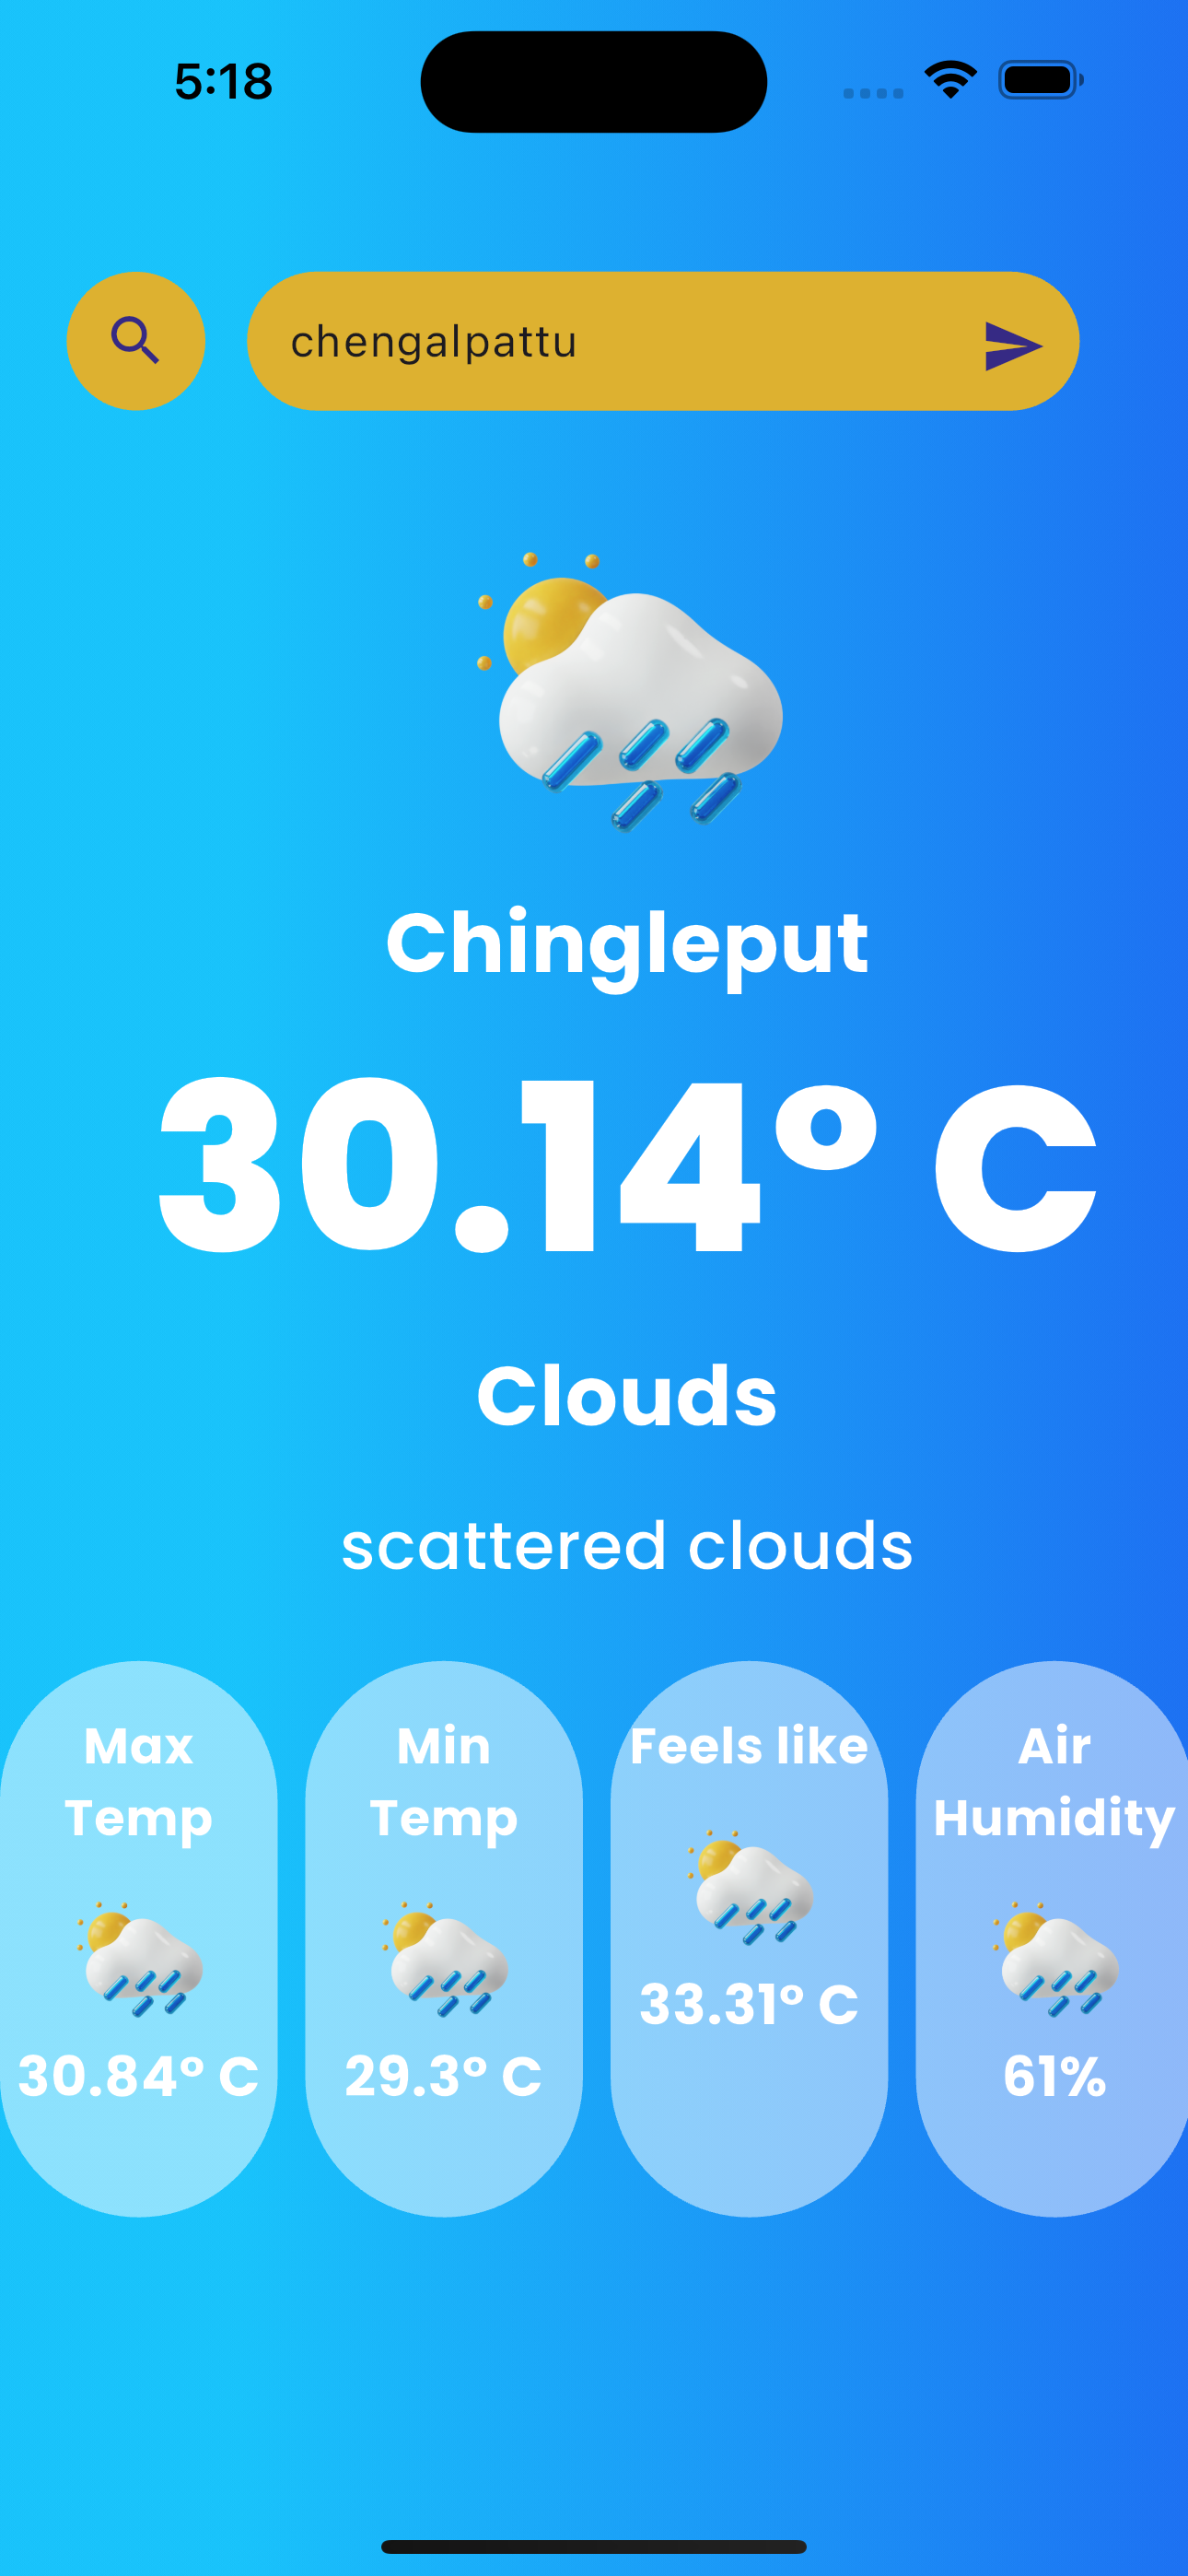 5:18
chengalpattu
Chingleput
30.14° C
Clouds
scattered clouds
Max
Temp
30.84° C
Min
Temp
29.3° C
Feels like
33.31° C
Air
Humidity
61%